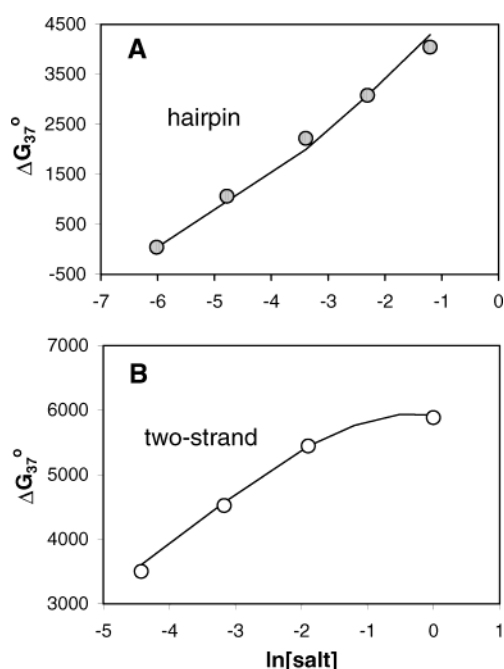 A
hairpin
ΔG37°
4500
3500
2500
1500
500
-500
-7 -6 -5 -4 -3 -2 -1 0
B
two-strand
ΔG37°
7000
6000
5000
4000
3000
-5 -4 -3 -2 -1 0 1
ln[salt]